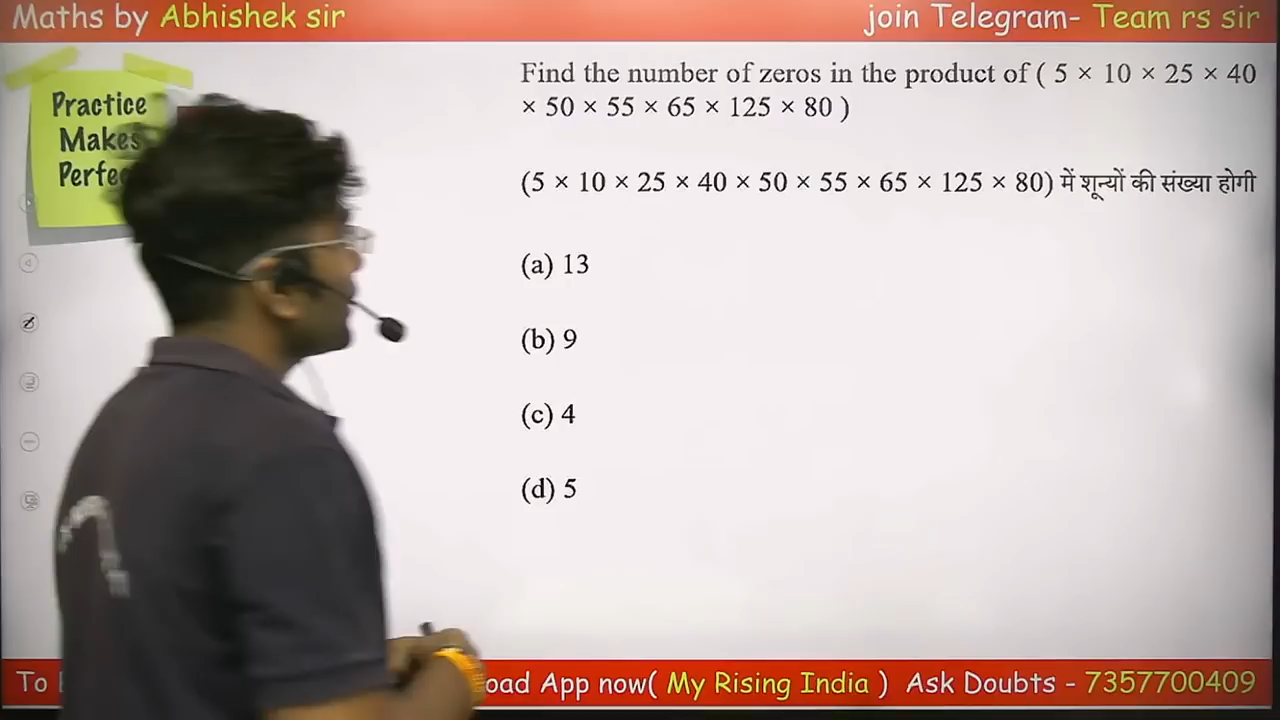 Maths by Abhishek sir
join Telegram- Team rs sir
Practice
Makes
Find the number of zeros in the product of ( 5 × 10 × 25 × 40
× 50 × 55 × 65 × 125 × 80 )
(5 × 10 × 25 × 40 × 50 × 55 × 65 × 125 × 80) में शून्यों की संख्या होगी
(a) 13
(b) 9
(c) 4
(d) 5
To
App now( My Rising India ) Ask Doubts - 7357700409